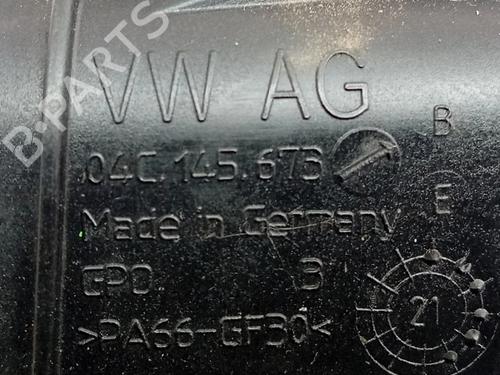 B-PARTS
VW AG
04C.145.673
B
E
Made in Germany
GPO 3
21
>PA66-GF30<